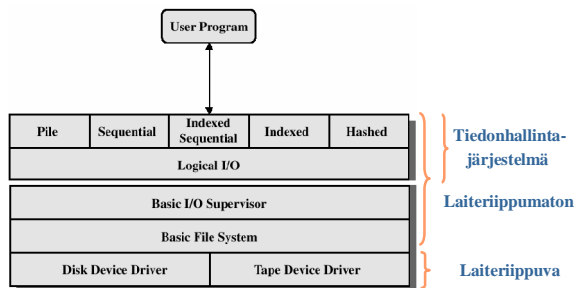 User Program
Pile
Sequential
Indexed
Sequential
Indexed
Hashed
Logical I/O
Basic I/O Supervisor
Basic File System
Disk Device Driver
Tape Device Driver
Tiedonhallinta-
järjestelmä
Laiteriippumaton
Laiteriippuva